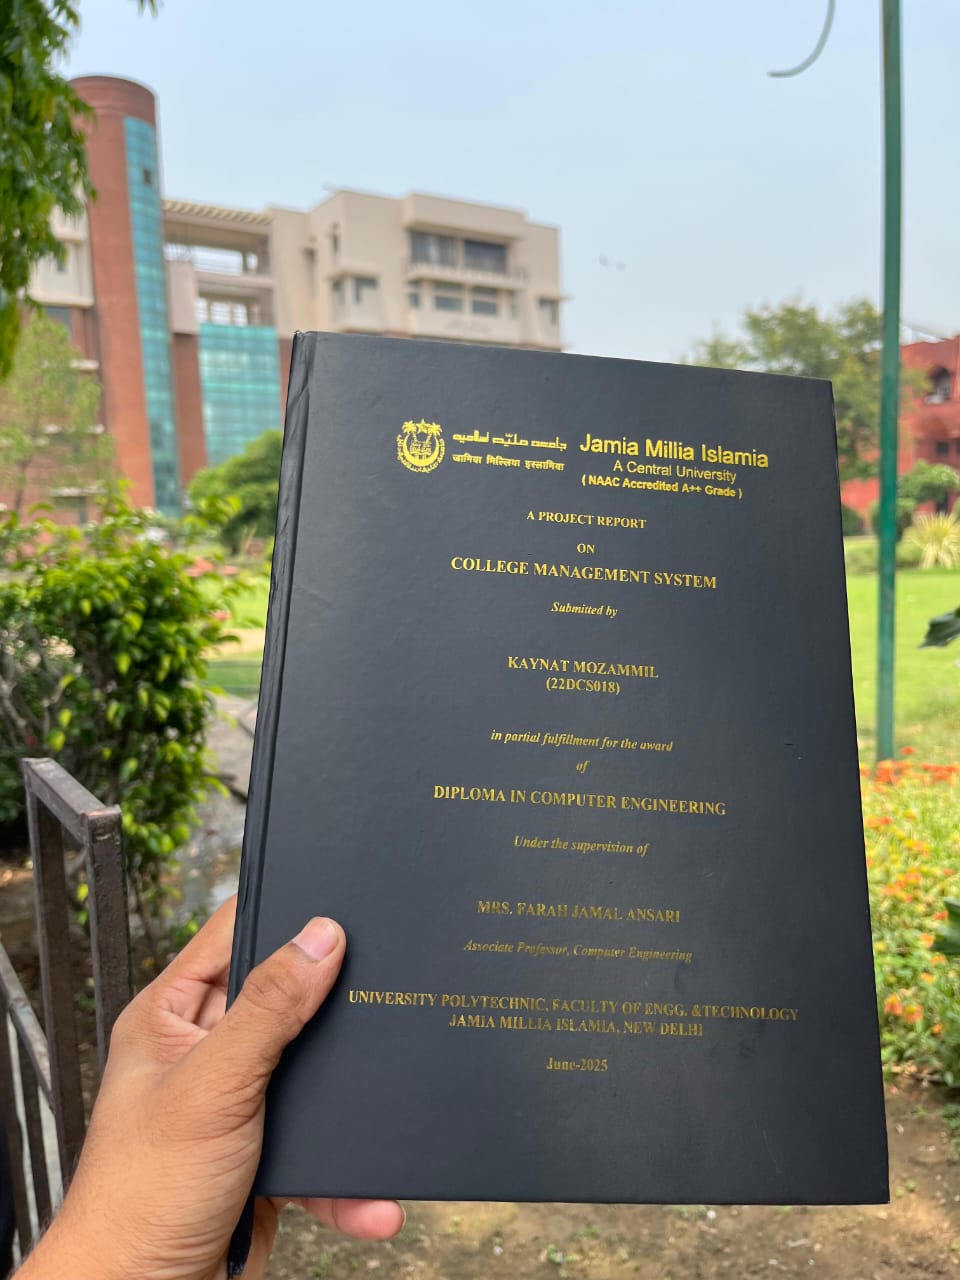 جامعہ ملیّہ اسلامیہ
जामिया मिल्लिया इस्लामिया
Jamia Millia Islamia
A Central University
( NAAC Accredited A++ Grade )
A PROJECT REPORT
ON
COLLEGE MANAGEMENT SYSTEM
Submitted by
KAYNAT MOZAMMIL
(22DCS018)
in partial fulfillment for the award
of
DIPLOMA IN COMPUTER ENGINEERING
Under the supervision of
MRS. FARAH JAMAL ANSARI
Associate Professor, Computer Engineering
UNIVERSITY POLYTECHNIC, FACULTY OF ENGG. &TECHNOLOGY
JAMIA MILLIA ISLAMIA, NEW DELHI
June-2025